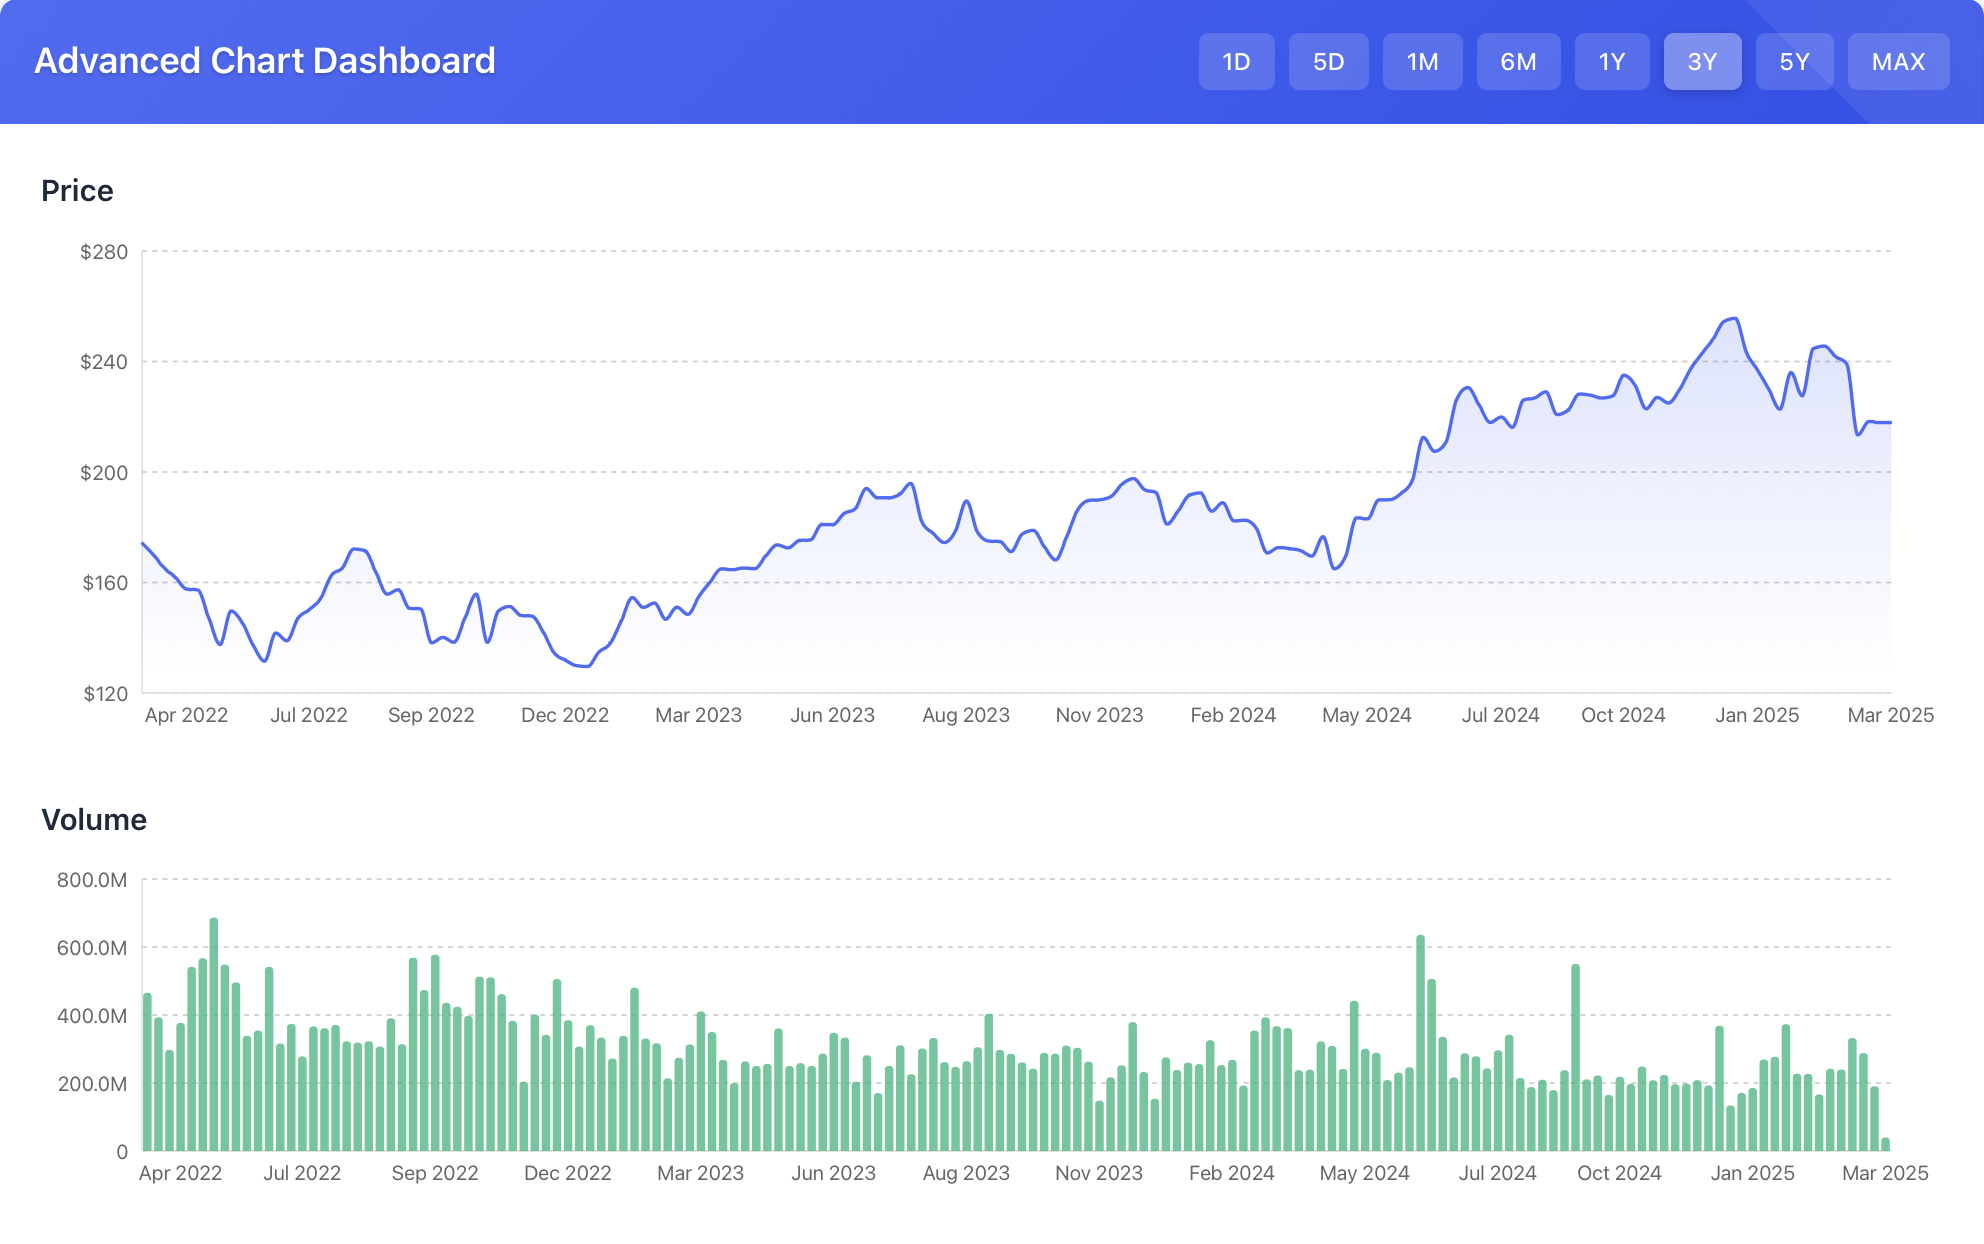 Advanced Chart Dashboard
1D 5D 1M 6M 1Y 3Y 5Y MAX
Price
$280
$240
$200
$160
$120
Apr 2022 Jul 2022 Sep 2022 Dec 2022 Mar 2023 Jun 2023 Aug 2023 Nov 2023 Feb 2024 May 2024 Jul 2024 Oct 2024 Jan 2025 Mar 2025
Volume
800.0M
600.0M
400.0M
200.0M
0
Apr 2022 Jul 2022 Sep 2022 Dec 2022 Mar 2023 Jun 2023 Aug 2023 Nov 2023 Feb 2024 May 2024 Jul 2024 Oct 2024 Jan 2025 Mar 2025